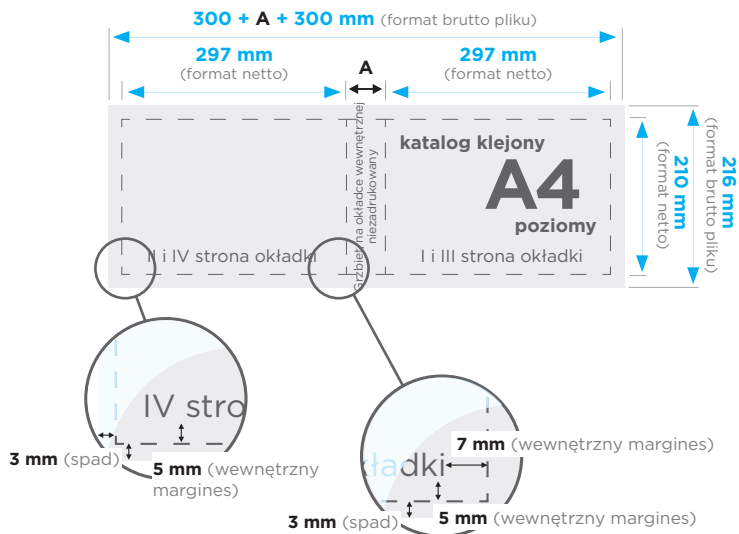 300 + A + 300 mm (format brutto pliku)
297 mm
(format netto)
A
297 mm
(format netto)
Grzbiet na okładce wewnętrznej
niezadrukowany
katalog klejony
A4
poziomy
II i IV strona okładki
I i III strona okładki
210 mm
(format netto)
216 mm
(format brutto pliku)
IV stro
3 mm (spad)
5 mm (wewnętrzny
margines)
kładki
7 mm (wewnętrzny margines)
3 mm (spad)
5 mm (wewnętrzny margines)